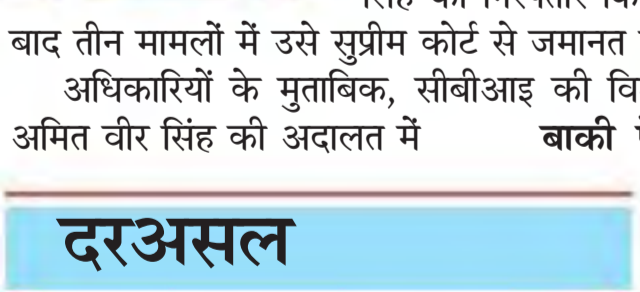 बाद तीन मामलों में उसे सुप्रीम कोर्ट से जमानत
अधिकारियों के मुताबिक, सीबीआइ की
अमित वीर सिंह की अदालत में बाकी
दरअसल